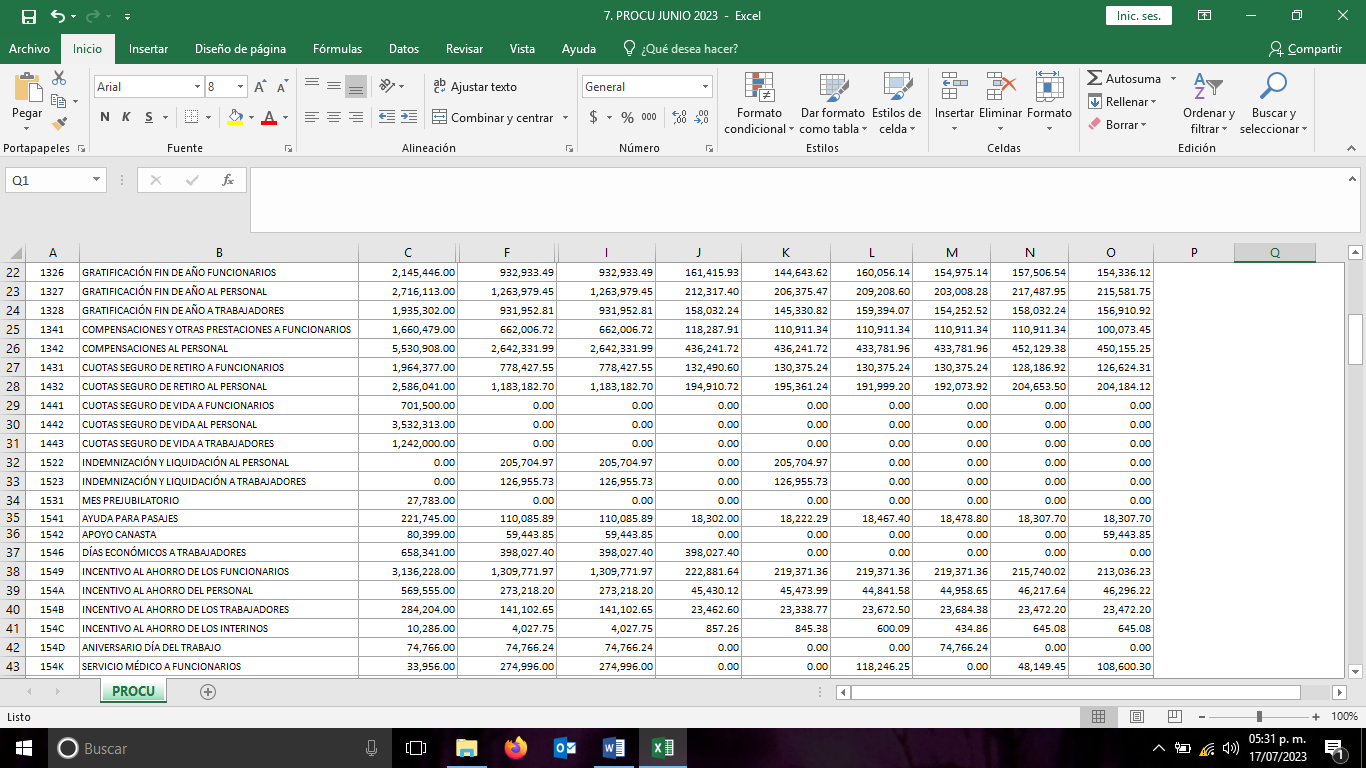 7. PROCU JUNIO 2023 - Excel
Inic. ses.
Archivo Inicio Insertar Diseño de página Fórmulas Datos Revisar Vista Ayuda ¿Qué desea hacer? Compartir
Pegar
Portapapeles
Arial 8
N K S
Fuente
Ajustar texto
Combinar y centrar
Alineación
General
$ % 000
Número
Formato condicional
Dar formato como tabla
Estilos de celda
Estilos
Insertar Eliminar Formato
Celdas
Autosuma
Rellenar
Borrar
Ordenar y filtrar
Buscar y seleccionar
Edición
Q1 fx
A B C F I J K L M N O P Q
22 1326 GRATIFICACIÓN FIN DE AÑO FUNCIONARIOS 2,145,446.00 932,933.49 932,933.49 161,415.93 144,643.62 160,056.14 154,975.14 157,506.54 154,336.12
23 1327 GRATIFICACIÓN FIN DE AÑO AL PERSONAL 2,716,113.00 1,263,979.45 1,263,979.45 212,317.40 206,375.47 209,208.60 203,008.28 217,487.95 215,581.75
24 1328 GRATIFICACIÓN FIN DE AÑO A TRABAJADORES 1,935,302.00 931,952.81 931,952.81 158,032.24 145,330.82 159,394.07 154,252.52 158,032.24 156,910.92
25 1341 COMPENSACIONES Y OTRAS PRESTACIONES A FUNCIONARIOS 1,660,479.00 662,006.72 662,006.72 118,287.91 110,911.34 110,911.34 110,911.34 110,911.34 100,073.45
26 1342 COMPENSACIONES AL PERSONAL 5,530,908.00 2,642,331.99 2,642,331.99 436,241.72 436,241.72 433,781.96 433,781.96 452,129.38 450,155.25
27 1431 CUOTAS SEGURO DE RETIRO A FUNCIONARIOS 1,964,377.00 778,427.55 778,427.55 132,490.60 130,375.24 130,375.24 130,375.24 128,186.92 126,624.31
28 1432 CUOTAS SEGURO DE RETIRO AL PERSONAL 2,586,041.00 1,183,182.70 1,183,182.70 194,910.72 195,361.24 191,999.20 192,073.92 204,653.50 204,184.12
29 1441 CUOTAS SEGURO DE VIDA A FUNCIONARIOS 701,500.00 0.00 0.00 0.00 0.00 0.00 0.00 0.00 0.00
30 1442 CUOTAS SEGURO DE VIDA AL PERSONAL 3,532,313.00 0.00 0.00 0.00 0.00 0.00 0.00 0.00 0.00
31 1443 CUOTAS SEGURO DE VIDA A TRABAJADORES 1,242,000.00 0.00 0.00 0.00 0.00 0.00 0.00 0.00 0.00
32 1522 INDEMNIZACIÓN Y LIQUIDACIÓN AL PERSONAL 0.00 205,704.97 205,704.97 0.00 205,704.97 0.00 0.00 0.00 0.00
33 1523 INDEMNIZACIÓN Y LIQUIDACIÓN A TRABAJADORES 0.00 126,955.73 126,955.73 0.00 126,955.73 0.00 0.00 0.00 0.00
34 1531 MES PREJUBILATORIO 27,783.00 0.00 0.00 0.00 0.00 0.00 0.00 0.00 0.00
35 1541 AYUDA PARA PASAJES 221,745.00 110,085.89 110,085.89 18,302.00 18,222.29 18,467.40 18,478.80 18,307.70 18,307.70
36 1542 APOYO CANASTA 80,399.00 59,443.85 59,443.85 0.00 0.00 0.00 0.00 0.00 59,443.85
37 1546 DÍAS ECONÓMICOS A TRABAJADORES 658,341.00 398,027.40 398,027.40 398,027.40 0.00 0.00 0.00 0.00 0.00
38 1549 INCENTIVO AL AHORRO DE LOS FUNCIONARIOS 3,136,228.00 1,309,771.97 1,309,771.97 222,881.64 219,371.36 219,371.36 219,371.36 215,740.02 213,036.23
39 154A INCENTIVO AL AHORRO DEL PERSONAL 569,555.00 273,218.20 273,218.20 45,430.12 45,473.99 44,841.58 44,958.65 46,217.64 46,296.22
40 154B INCENTIVO AL AHORRO DE LOS TRABAJADORES 284,204.00 141,102.65 141,102.65 23,462.60 23,338.77 23,672.50 23,684.38 23,472.20 23,472.20
41 154C INCENTIVO AL AHORRO DE LOS INTERINOS 10,286.00 4,027.75 4,027.75 857.26 845.38 600.09 434.86 645.08 645.08
42 154D ANIVERSARIO DÍA DEL TRABAJO 74,766.00 74,766.24 74,766.24 0.00 0.00 0.00 74,766.24 0.00 0.00
43 154K SERVICIO MÉDICO A FUNCIONARIOS 33,956.00 274,996.00 274,996.00 0.00 0.00 118,246.25 0.00 48,149.45 108,600.30
PROCU
Listo 100%
Buscar
05:31 p. m.
17/07/2023
1